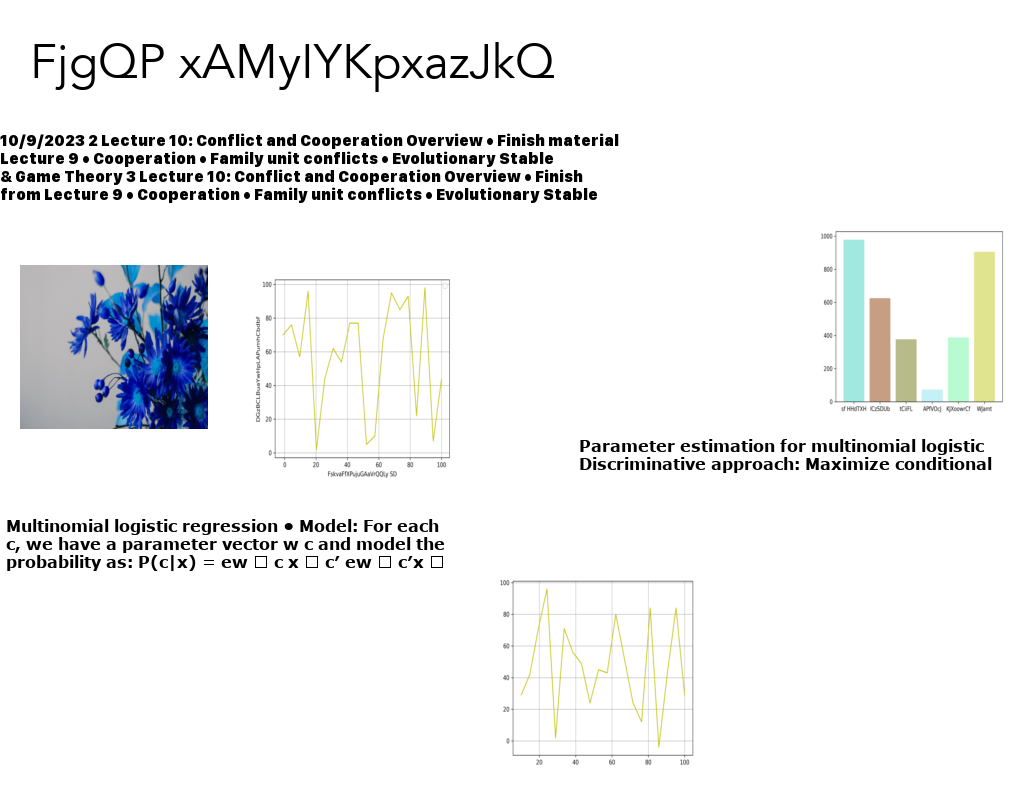 FjgQP xAMylYKpxazJkQ
10/9/2023 2 Lecture 10: Conflict and Cooperation Overview • Finish material
Lecture 9 • Cooperation • Family unit conflicts • Evolutionary Stable
& Game Theory 3 Lecture 10: Conflict and Cooperation Overview • Finish
from Lecture 9 • Cooperation • Family unit conflicts • Evolutionary Stable
1000
800
600
400
200
0
sf HHdTXH ICzSDUb tCiFL APfVOcJ KJXoowrCf WJamt
100
80
60
40
20
0
0 20 40 60 80 100
Parameter estimation for multinomial logistic
Discriminative approach: Maximize conditional
Multinomial logistic regression • Model: For each
c, we have a parameter vector w c and model the
probability as: P(c|x) = ew □ c x □ c’ ew □ c’x □
100
80
60
40
20
0
20 40 60 80 100